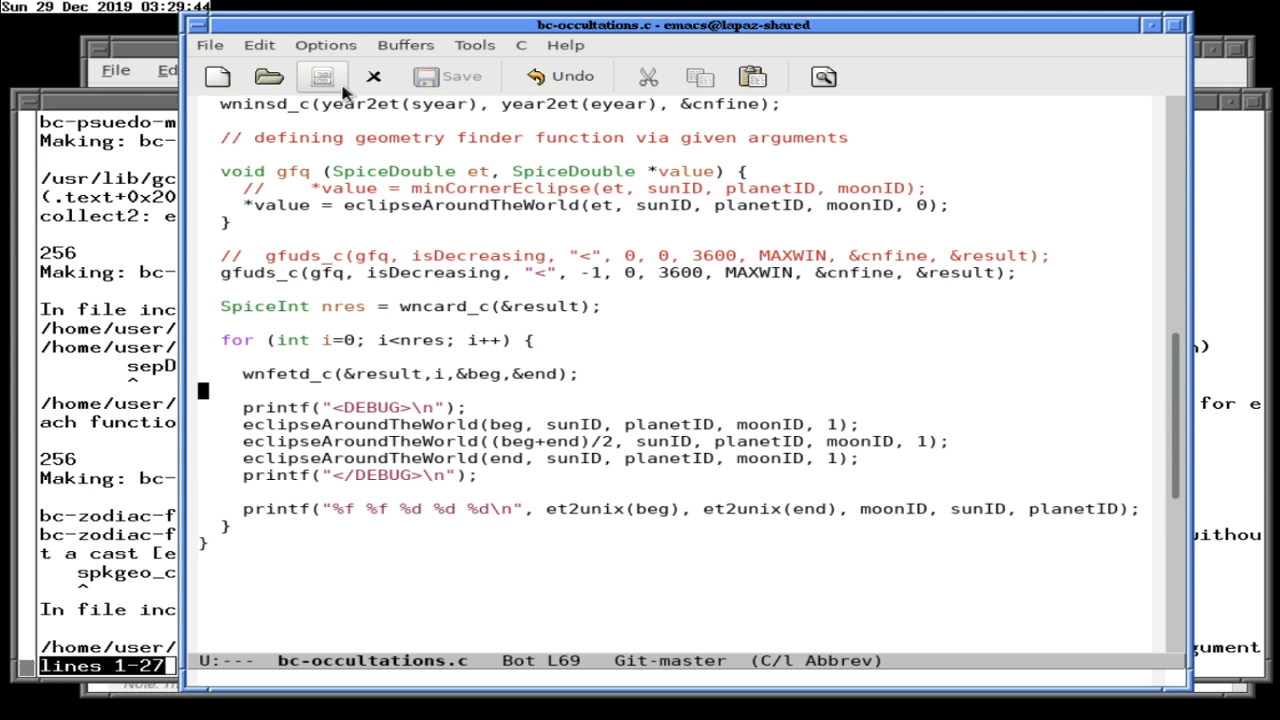 Sun 29 Dec 2019 03:29:44
bc-occultations.c - emacs@lapaz-shared
File Edit Options Buffers Tools C Help
Save Undo
wninsd_c(year2et(syear), year2et(eyear), &cnfine);
// defining geometry finder function via given arguments
void gfq (SpiceDouble et, SpiceDouble *value) {
//    *value = minCornerEclipse(et, sunID, planetID, moonID);
*value = eclipseAroundTheWorld(et, sunID, planetID, moonID, 0);
}
//  gfuds_c(gfq, isDecreasing, "<", 0, 0, 3600, MAXWIN, &cnfine, &result);
gfuds_c(gfq, isDecreasing, "<", -1, 0, 3600, MAXWIN, &cnfine, &result);
SpiceInt nres = wncard_c(&result);
for (int i=0; i<nres; i++) {
wnfetd_c(&result,i,&beg,&end);
printf("<DEBUG>\n");
eclipseAroundTheWorld(beg, sunID, planetID, moonID, 1);
eclipseAroundTheWorld((beg+end)/2, sunID, planetID, moonID, 1);
eclipseAroundTheWorld(end, sunID, planetID, moonID, 1);
printf("</DEBUG>\n");
printf("%f %f %d %d %d\n", et2unix(beg), et2unix(end), moonID, sunID, planetID);
}
}
U:--- bc-occultations.c Bot L69 Git-master (C/l Abbrev)
File Ed
bc-psuedo-m
Making: bc-
/usr/lib/gc
(.text+0x20
collect2: e
256
Making: bc-
In file inc
/home/user/
/home/user/
sepD
^
/home/user/ for e
ach functio
256
Making: bc-
bc-zodiac-f
bc-zodiac-f withou
t a cast [e
spkgeo_c
^
In file inc
/home/user/ gument
lines 1-27